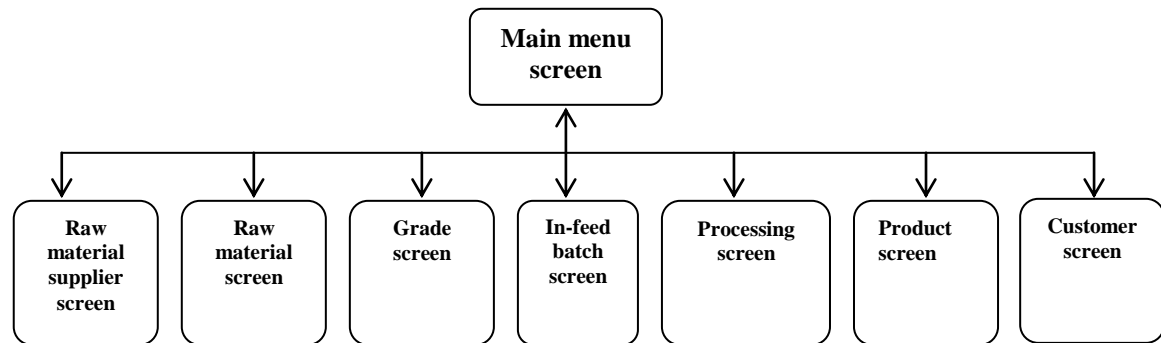 Main menu
screen
Raw
material
supplier
screen
Raw
material
screen
Grade
screen
In-feed
batch
screen
Processing
screen
Product
screen
Customer
screen